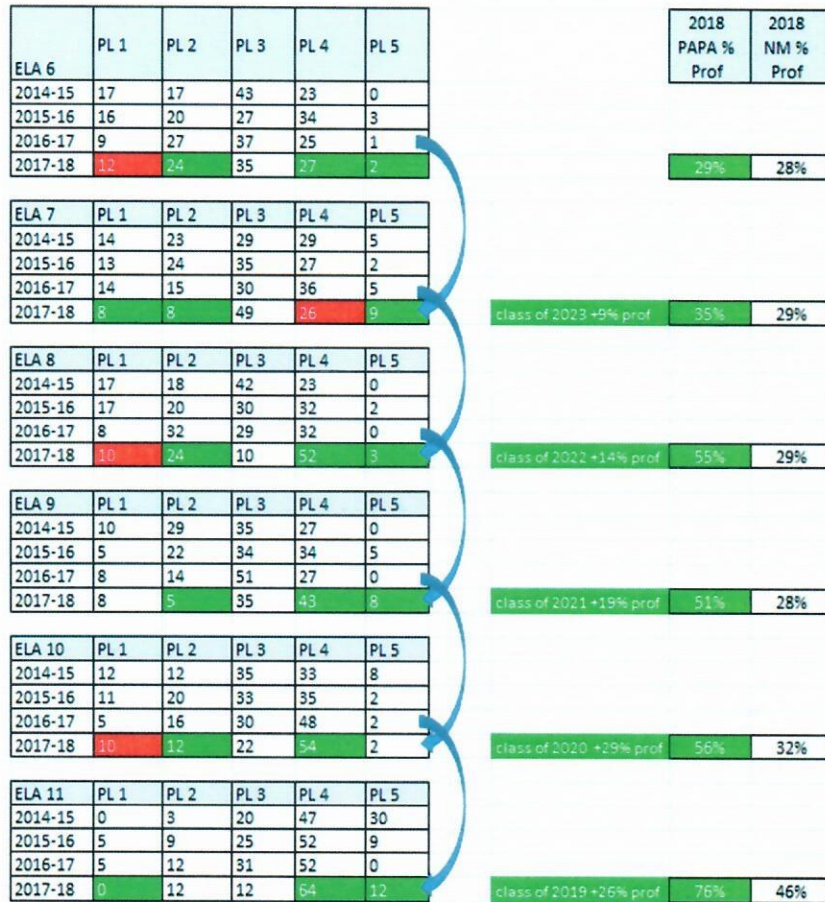 PL 1 PL 2 PL 3 PL 4 PL 5
ELA 6
2014-15 17 17 43 23 0
2015-16 16 20 27 34 3
2016-17 9 27 37 25 1
2017-18 12 24 35 27 2
2018 PAPA % Prof
2018 NM % Prof
29% 28%
ELA 7 PL 1 PL 2 PL 3 PL 4 PL 5
2014-15 14 23 29 29 5
2015-16 13 24 35 27 2
2016-17 14 15 30 36 5
2017-18 8 8 49 26 9
class of 2023 +9% prof 35% 29%
ELA 8 PL 1 PL 2 PL 3 PL 4 PL 5
2014-15 17 18 42 23 0
2015-16 17 20 30 32 2
2016-17 8 32 29 32 0
2017-18 10 24 10 52 3
class of 2022 +14% prof 55% 29%
ELA 9 PL 1 PL 2 PL 3 PL 4 PL 5
2014-15 10 29 35 27 0
2015-16 5 22 34 34 5
2016-17 8 14 51 27 0
2017-18 8 5 35 43 8
class of 2021 +19% prof 51% 28%
ELA 10 PL 1 PL 2 PL 3 PL 4 PL 5
2014-15 12 12 35 33 8
2015-16 11 20 33 35 2
2016-17 5 16 30 48 2
2017-18 10 12 22 54 2
class of 2020 +29% prof 56% 32%
ELA 11 PL 1 PL 2 PL 3 PL 4 PL 5
2014-15 0 3 20 47 30
2015-16 5 9 25 52 9
2016-17 5 12 31 52 0
2017-18 0 12 12 64 12
class of 2019 +26% prof 76% 46%